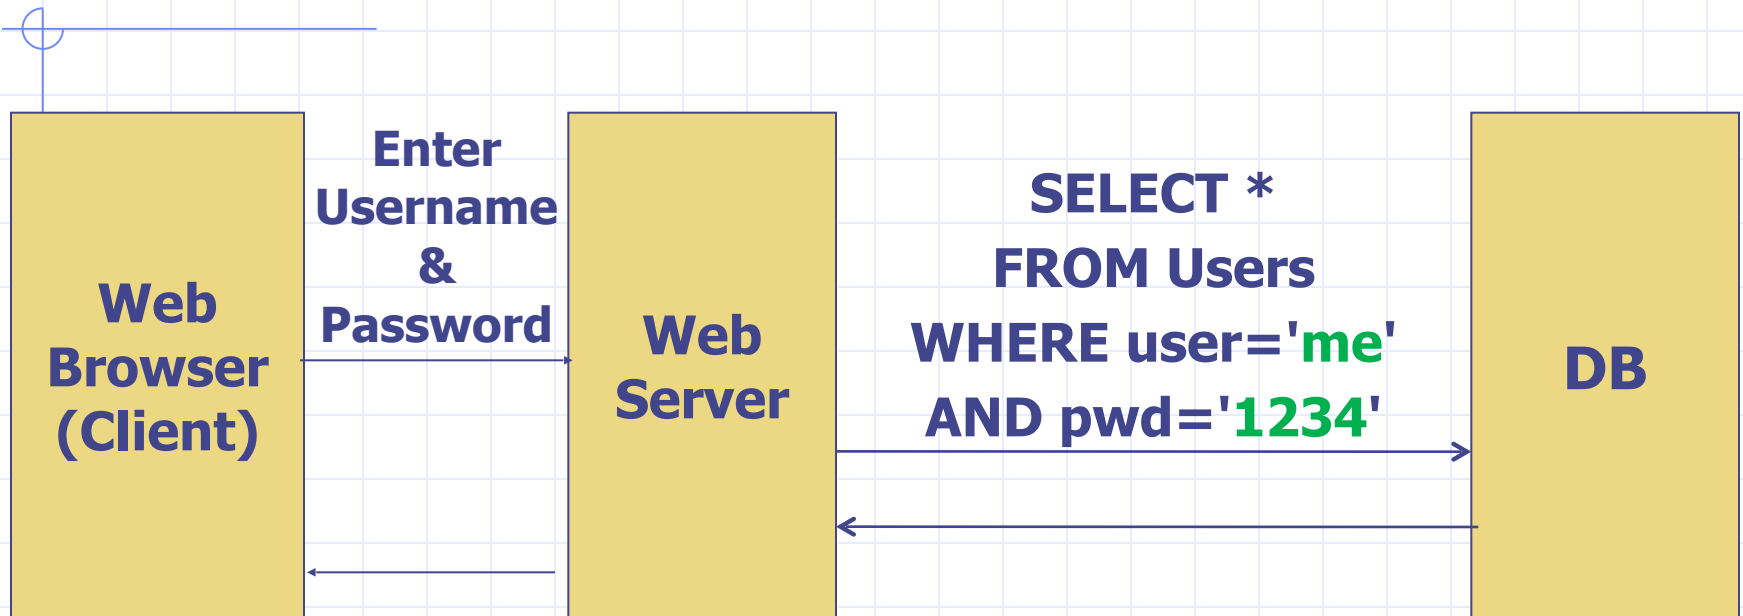 Web
Browser
(Client)
Enter
Username
&
Password
Web
Server
SELECT *
FROM Users
WHERE user='me'
AND pwd='1234'
DB